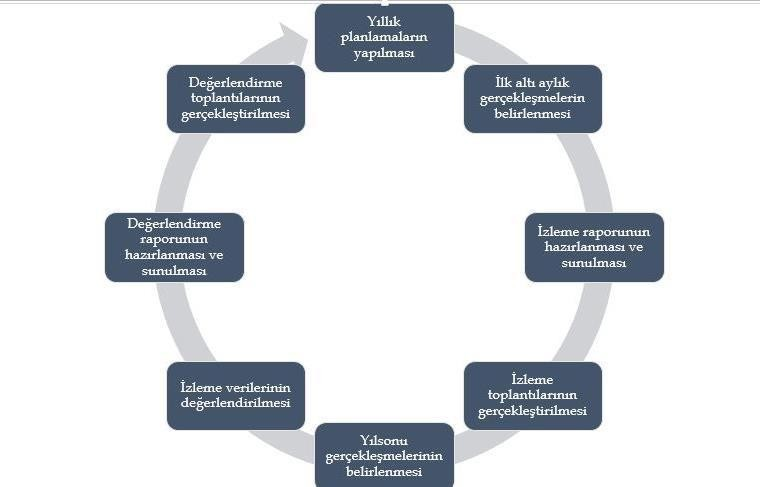 Yıllık
planlamaların
yapılması
İlk altı aylık
gerçekleşmelerin
belirlenmesi
İzleme raporunun
hazırlanması ve
sunulması
İzleme
toplantılarının
gerçekleştirilmesi
Yılsonu
gerçekleşmelerinin
belirlenmesi
İzleme verilerinin
değerlendirilmesi
Değerlendirme
raporunun
hazırlanması ve
sunulması
Değerlendirme
toplantılarının
gerçekleştirilmesi